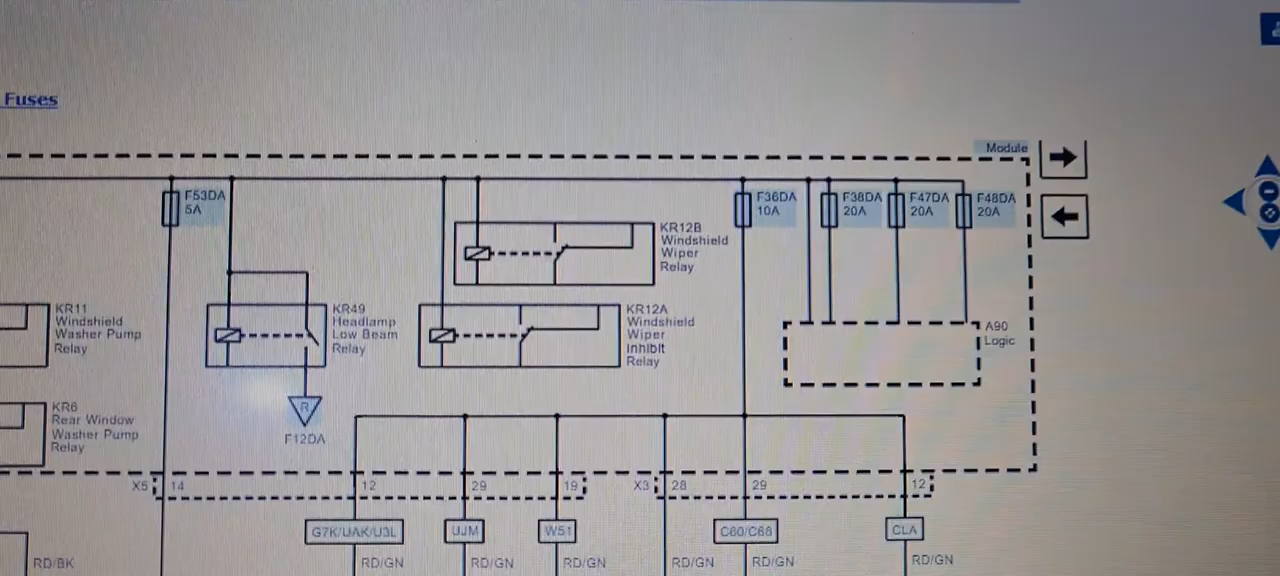 Fuses
Module
F53DA
5A
F36DA
10A
F38DA
20A
F47DA
20A
F48DA
20A
KR12B
Windshield
Wiper
Relay
KR11
Windshield
Washer Pump
Relay
KR49
Headlamp
Low Beam
Relay
KR12A
Windshield
Wiper
Inhibit
Relay
A90
Logic
KR6
Rear Window
Washer Pump
Relay
R
F12DA
X5
14
12
29
19
X3
28
29
12
G7K/UAK/U3L
UJM
W51
C60/C68
CLA
RD/BK
RD/GN
RD/GN
RD/GN
RD/GN
RD/GN
RD/GN